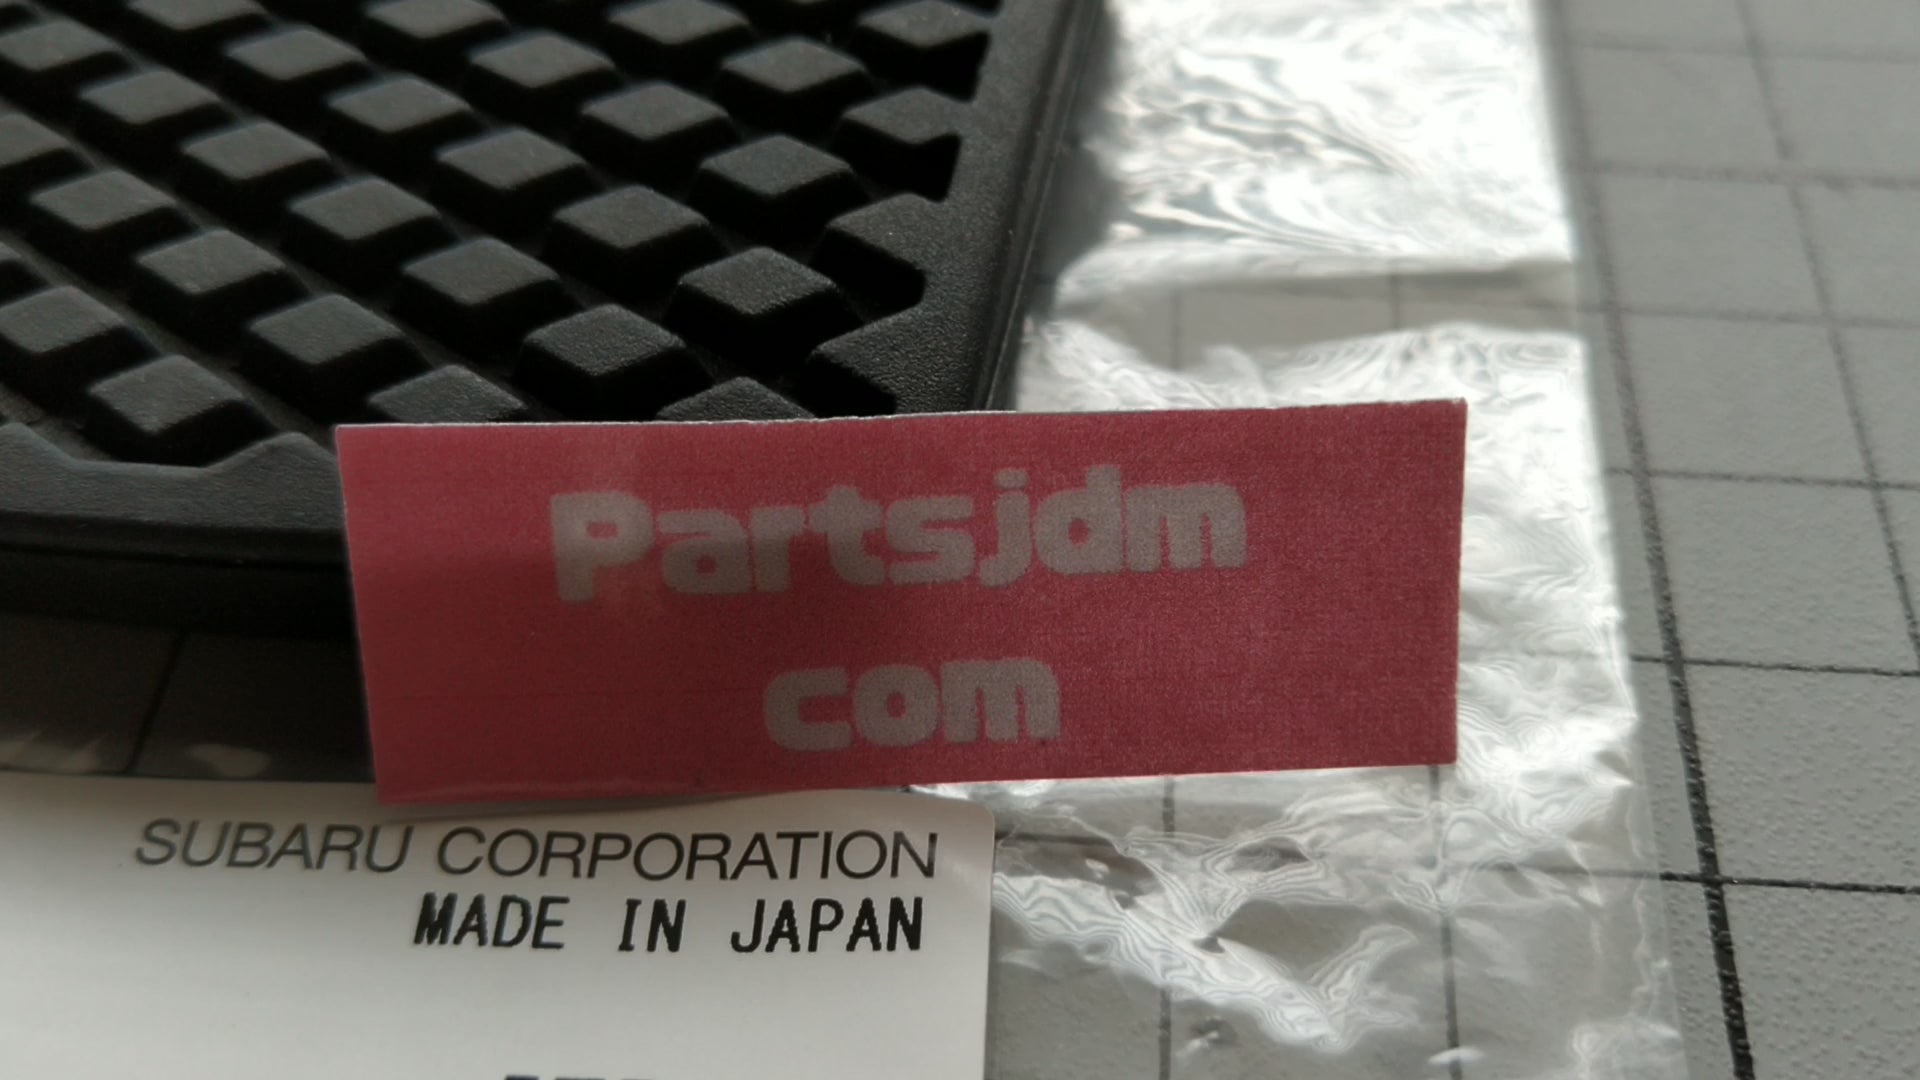 Partsjdm
com
SUBARU CORPORATION
MADE IN JAPAN